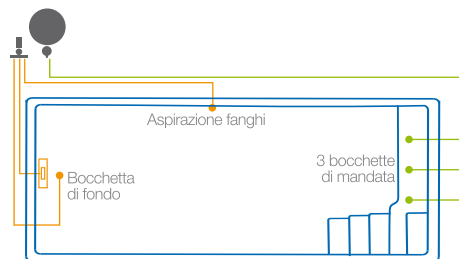 Aspirazione fanghi
3 bocchette
di mandata
Bocchetta
di fondo